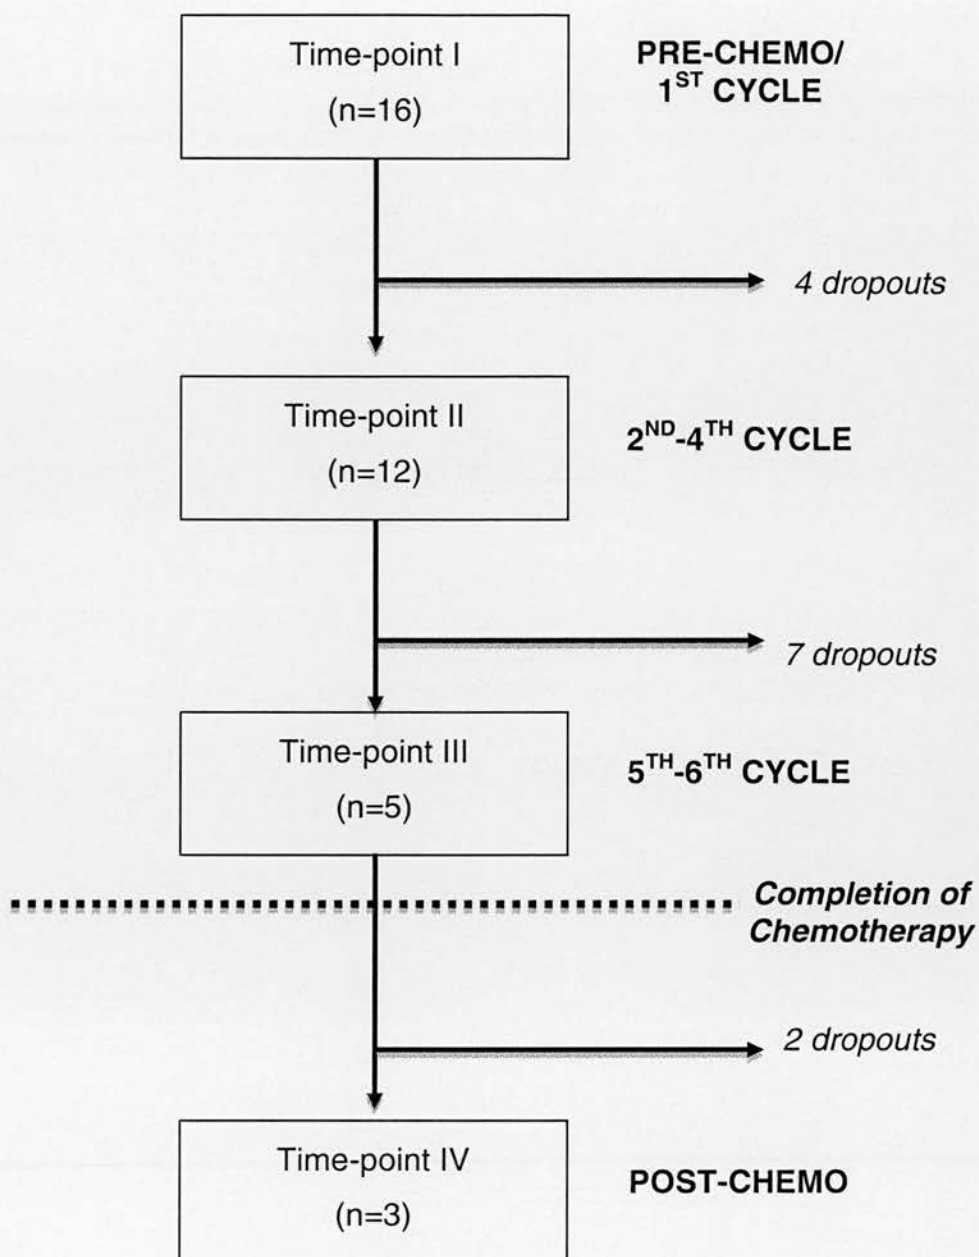 Time-point I
(n=16)
PRE-CHEMO/
1ST CYCLE
4 dropouts
Time-point II
(n=12)
2ND-4TH CYCLE
7 dropouts
Time-point III
(n=5)
5TH-6TH CYCLE
Completion of
Chemotherapy
2 dropouts
Time-point IV
(n=3)
POST-CHEMO